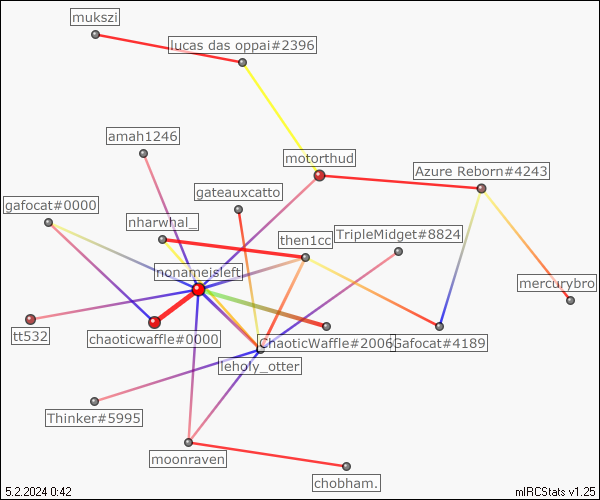 mukszi
lucas das oppai#2396
amah1246
motorthud
Azure Reborn#4243
gateauxcatto
gafocat#0000
nharwhal_
TripleMidget#8824
then1cc
nonameisleft
mercurybro
tt532
chaoticwaffle#0000
ChaoticWaffle#2006
Gafocat#4189
leholy_otter
Thinker#5995
moonraven
chobham.
5.2.2024 0:42
mIRCStats v1.25